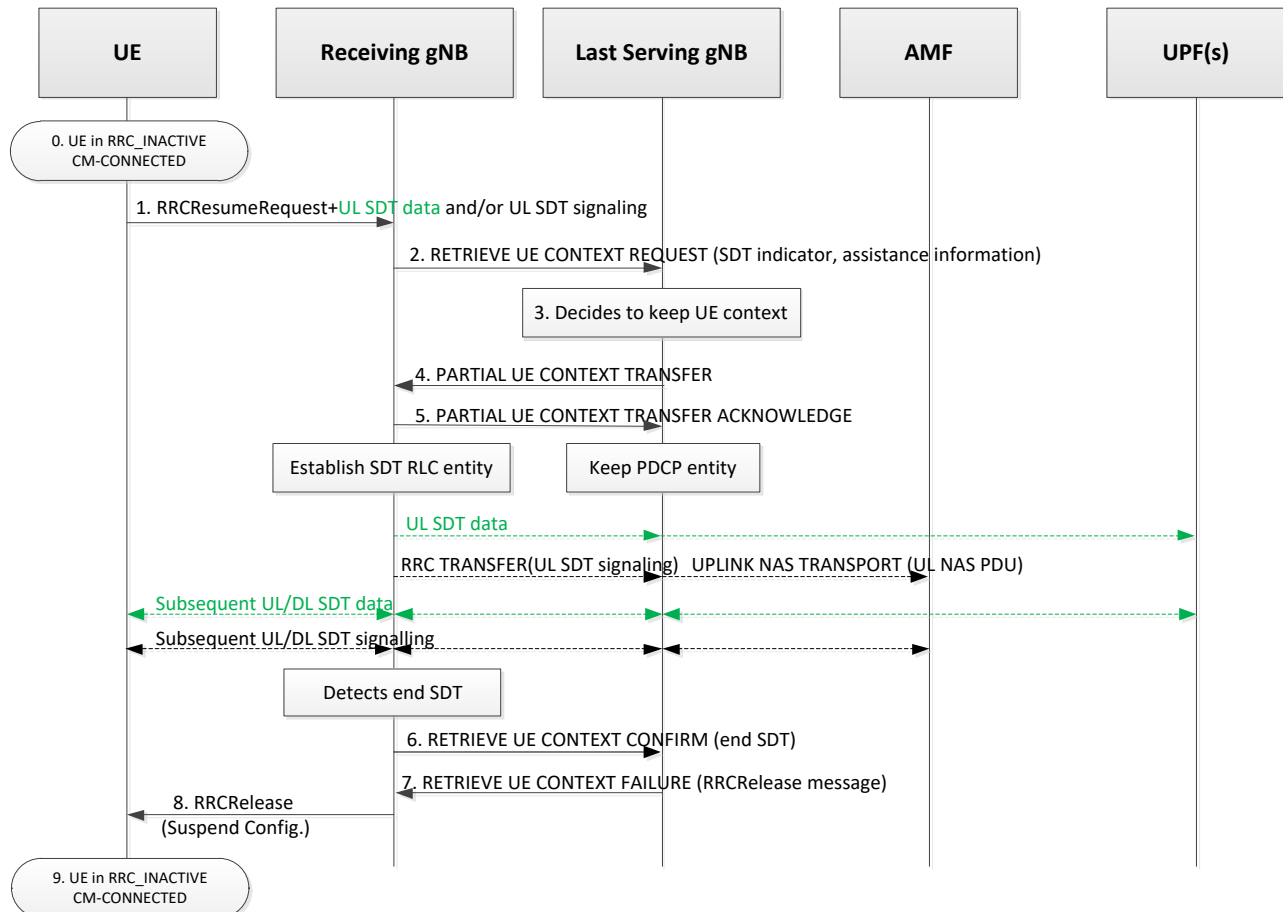 UE
Receiving gNB
Last Serving gNB
AMF
UPF(s)
0. UE in RRC_INACTIVE
CM-CONNECTED
1. RRCResumeRequest+UL SDT data and/or UL SDT signaling
2. RETRIEVE UE CONTEXT REQUEST (SDT indicator, assistance information)
3. Decides to keep UE context
4. PARTIAL UE CONTEXT TRANSFER
5. PARTIAL UE CONTEXT TRANSFER ACKNOWLEDGE
Establish SDT RLC entity
Keep PDCP entity
UL SDT data
RRC TRANSFER(UL SDT signaling)
UPLINK NAS TRANSPORT (UL NAS PDU)
Subsequent UL/DL SDT data
Subsequent UL/DL SDT signalling
Detects end SDT
6. RETRIEVE UE CONTEXT CONFIRM (end SDT)
7. RETRIEVE UE CONTEXT FAILURE (RRCRelease message)
8. RRCRelease
(Suspend Config.)
9. UE in RRC_INACTIVE
CM-CONNECTED